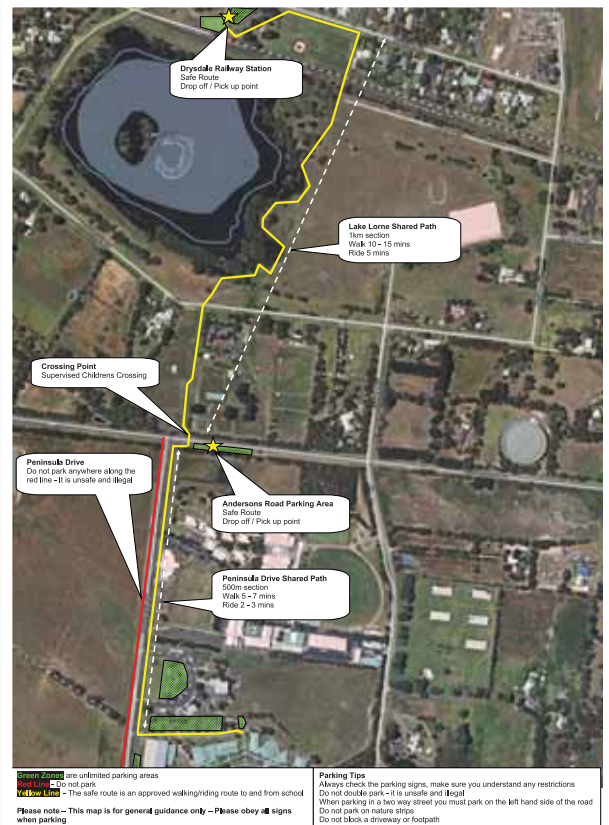 Drysdale Railway Station
Safe Route
Drop off / Pick up point
Lake Lorne Shared Path
1km section
Walk 10 - 15 mins
Ride 5 mins
Crossing Point
Supervised Childrens Crossing
Peninsula Drive
Do not park anywhere along the
red line - It is unsafe and illegal
Andersons Road Parking Area
Safe Route
Drop off / Pick up point
Peninsula Drive Shared Path
500m section
Walk 5 - 7 mins
Ride 2 - 3 mins
Green Zones are unlimited parking areas
Red Line - Do not park
Yellow Line - The safe route is an approved walking/riding route to and from school
Please note – This map is for general guidance only – Please obey all signs
when parking
Parking Tips
Always check the parking signs, make sure you understand any restrictions
Do not double park - it is unsafe and illegal
When parking in a two way street you must park on the left hand side of the road
Do not park on nature strips
Do not block a driveway or footpath